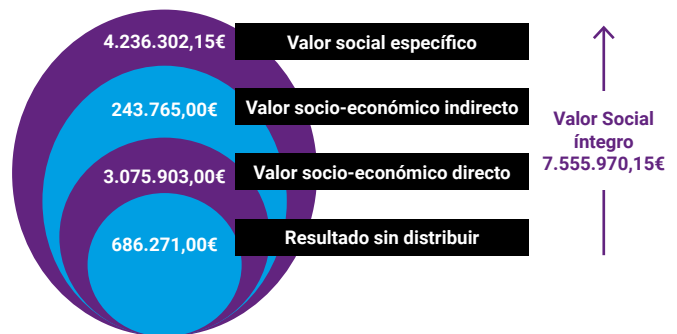 4.236.302,15€ Valor social específico
243.765,00€ Valor socio-económico indirecto
3.075.903,00€ Valor socio-económico directo
686.271,00€ Resultado sin distribuir
Valor Social
íntegro
7.555.970,15€